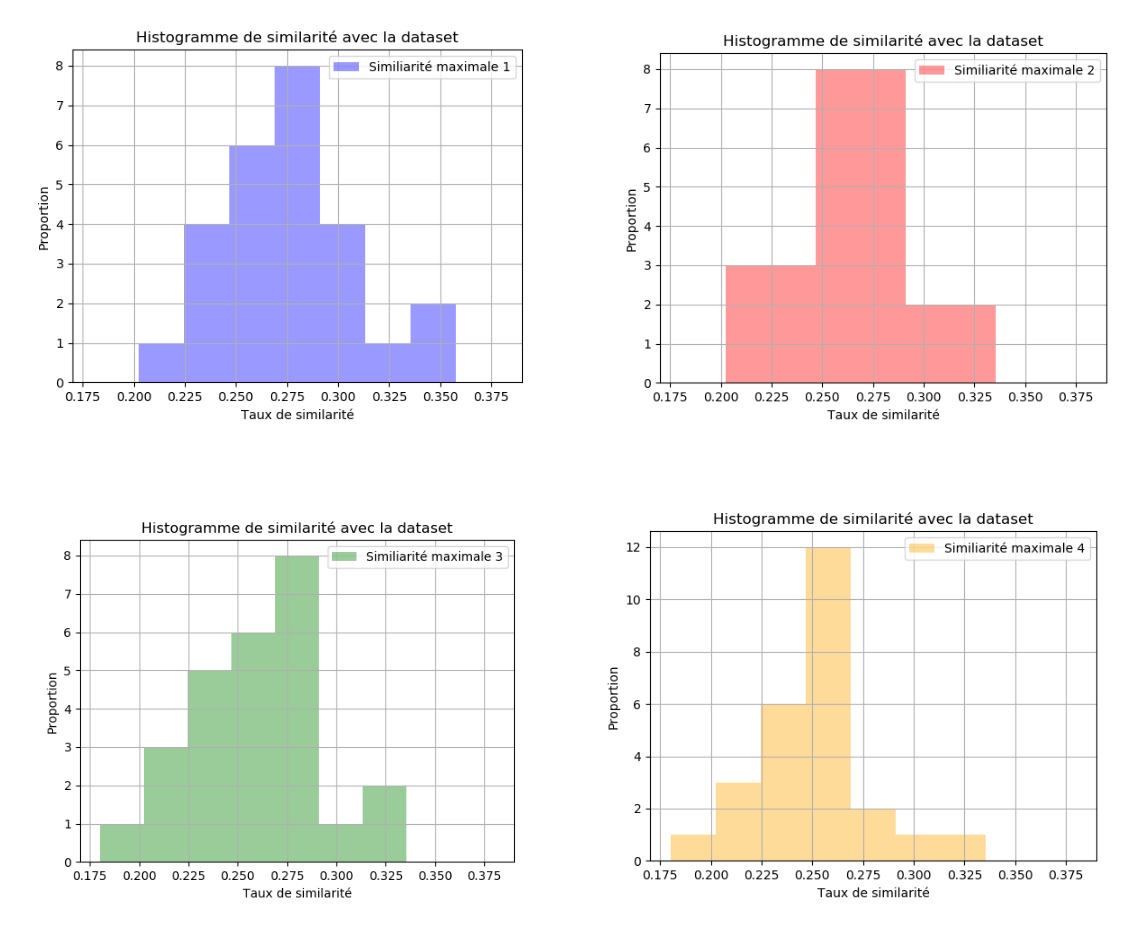 Histogramme de similarité avec la dataset
Similiarité maximale 1
8
7
6
5
4
3
2
1
0
Proportion
0.175 0.200 0.225 0.250 0.275 0.300 0.325 0.350 0.375
Taux de similarité
Histogramme de similarité avec la dataset
Similiarité maximale 2
8
7
6
5
4
3
2
1
0
Proportion
0.175 0.200 0.225 0.250 0.275 0.300 0.325 0.350 0.375
Taux de similarité
Histogramme de similarité avec la dataset
Similiarité maximale 3
8
7
6
5
4
3
2
1
0
Proportion
0.175 0.200 0.225 0.250 0.275 0.300 0.325 0.350 0.375
Taux de similarité
Histogramme de similarité avec la dataset
Similiarité maximale 4
12
10
8
6
4
2
0
Proportion
0.175 0.200 0.225 0.250 0.275 0.300 0.325 0.350 0.375
Taux de similarité